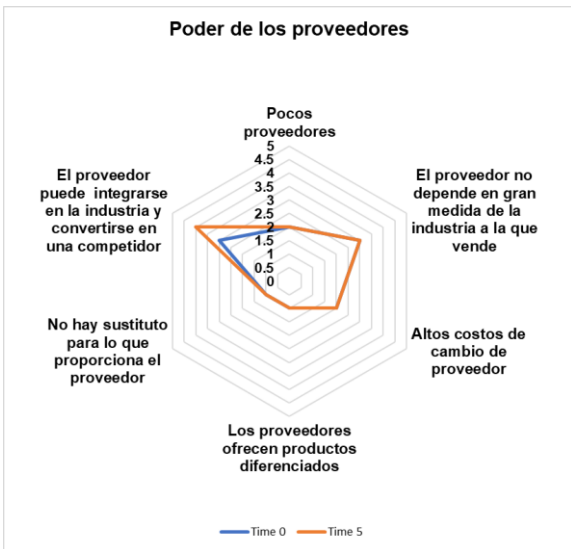 Poder de los proveedores
Pocos
proveedores
5
4.5
4
3.5
3
2.5
2
1.5
1
0.5
0
El proveedor no
depende en gran
medida de la
industria a la que
vende
Altos costos de
cambio de
proveedor
Los proveedores
ofrecen productos
diferenciados
No hay sustituto
para lo que
proporciona el
proveedor
El proveedor
puede integrarse
en la industria y
convertirse en
una competidor
Time 0
Time 5